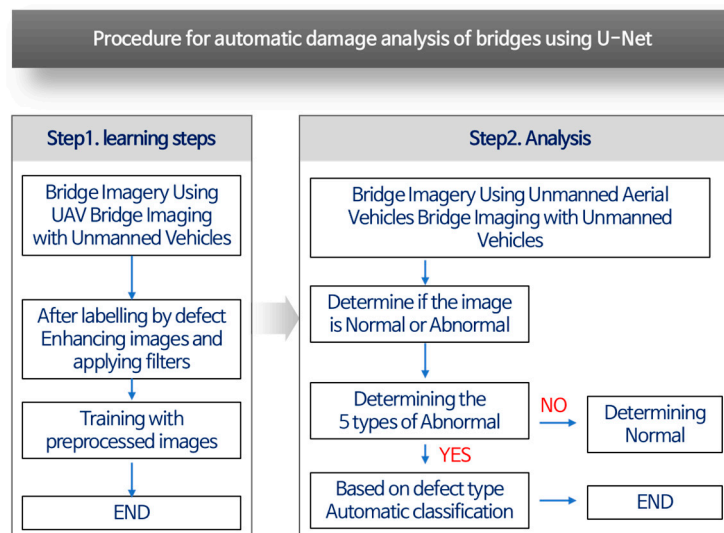 Procedure for automatic damage analysis of bridges using U-Net
Step1. learning steps
Bridge Imagery Using
UAV Bridge Imaging
with Unmanned Vehicles
After labelling by defect
Enhancing images and
applying filters
Training with
preprocessed images
END
Step2. Analysis
Bridge Imagery Using Unmanned Aerial
Vehicles Bridge Imaging with Unmanned
Vehicles
Determine if the image
is Normal or Abnormal
Determining the
5 types of Abnormal
NO
Determining
Normal
YES
Based on defect type
Automatic classification
END